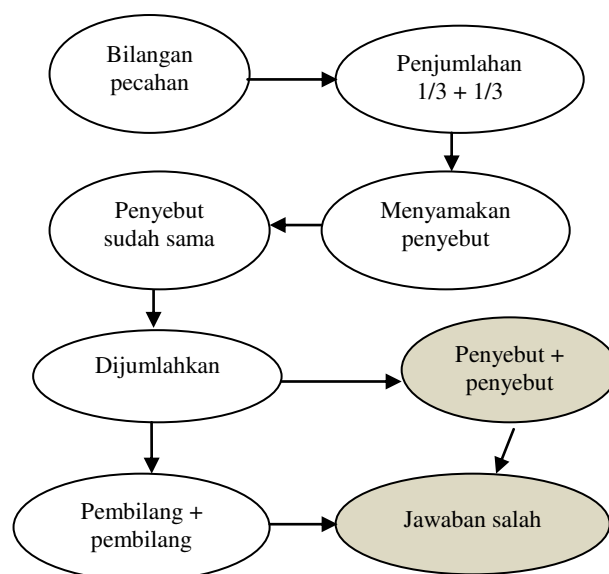 Bilangan
pecahan
Penjumlahan
1/3 + 1/3
Menyamakan
penyebut
Penyebut
sudah sama
Dijumlahkan
Penyebut +
penyebut
Pembilang +
pembilang
Jawaban salah